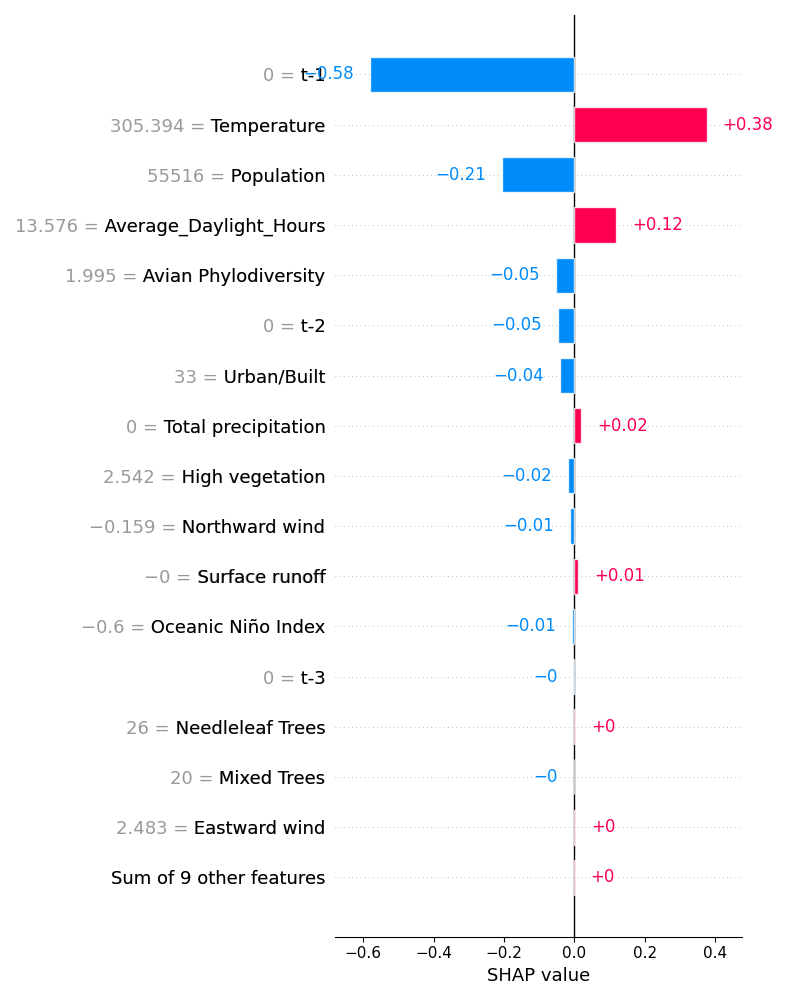 0 = t-1 −0.58
305.394 = Temperature +0.38
55516 = Population −0.21
13.576 = Average_Daylight_Hours +0.12
1.995 = Avian Phylodiversity −0.05
0 = t-2 −0.05
33 = Urban/Built −0.04
0 = Total precipitation +0.02
2.542 = High vegetation −0.02
−0.159 = Northward wind −0.01
−0 = Surface runoff +0.01
−0.6 = Oceanic Niño Index −0.01
0 = t-3 −0
26 = Needleleaf Trees +0
20 = Mixed Trees −0
2.483 = Eastward wind +0
Sum of 9 other features +0
−0.6 −0.4 −0.2 0.0 0.2 0.4
SHAP value